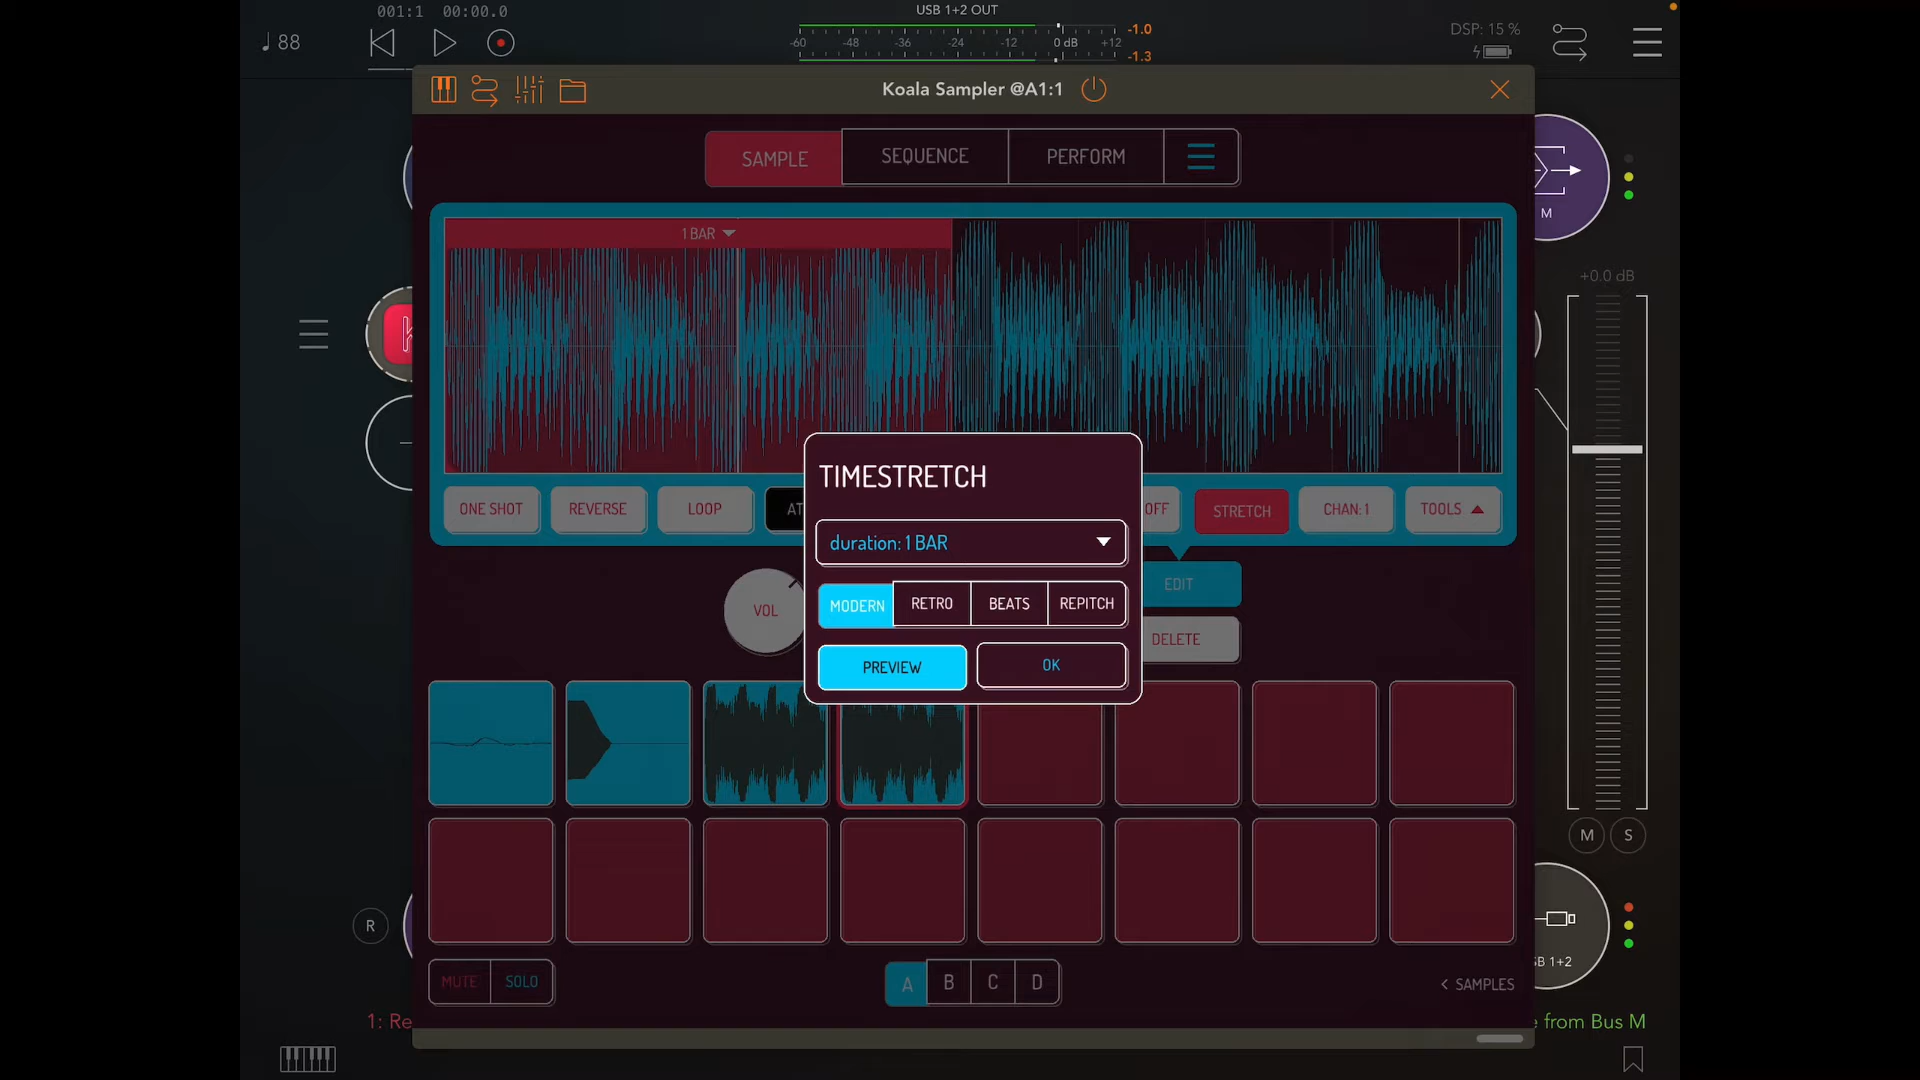 001:1 00:00.0
USB 1+2 OUT
88
-60 -48 -36 -24 -12 0 dB +12
-1.0
-1.3
DSP: 15 %
Koala Sampler @A1:1
SAMPLE SEQUENCE PERFORM
1 BAR
M
+0.0 dB
ONE SHOT REVERSE LOOP AT OFF STRETCH CHAN: 1 TOOLS
TIMESTRETCH
duration: 1 BAR
MODERN RETRO BEATS REPITCH
PREVIEW OK
VOL
EDIT
DELETE
M S
R
SB 1+2
MUTE SOLO
A B C D
< SAMPLES
1: Re
e from Bus M